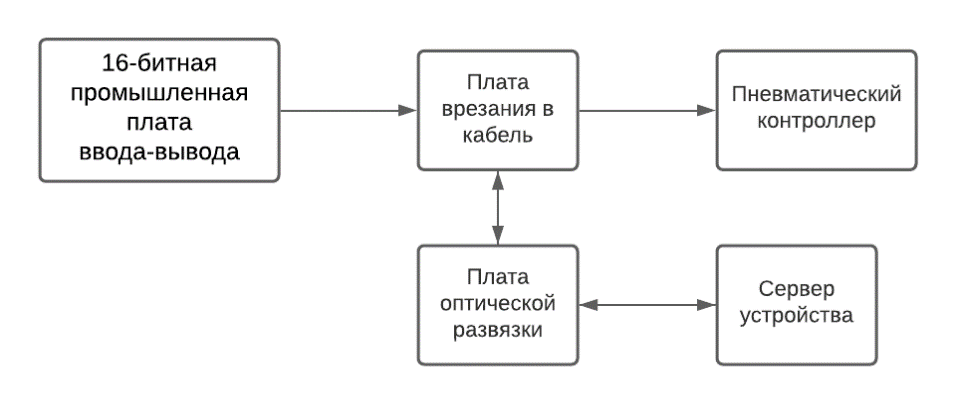 16-битная
промышленная
плата
ввода-вывода
Плата
врезания в
кабель
Пневматический
контроллер
Плата
оптической
развязки
Сервер
устройства